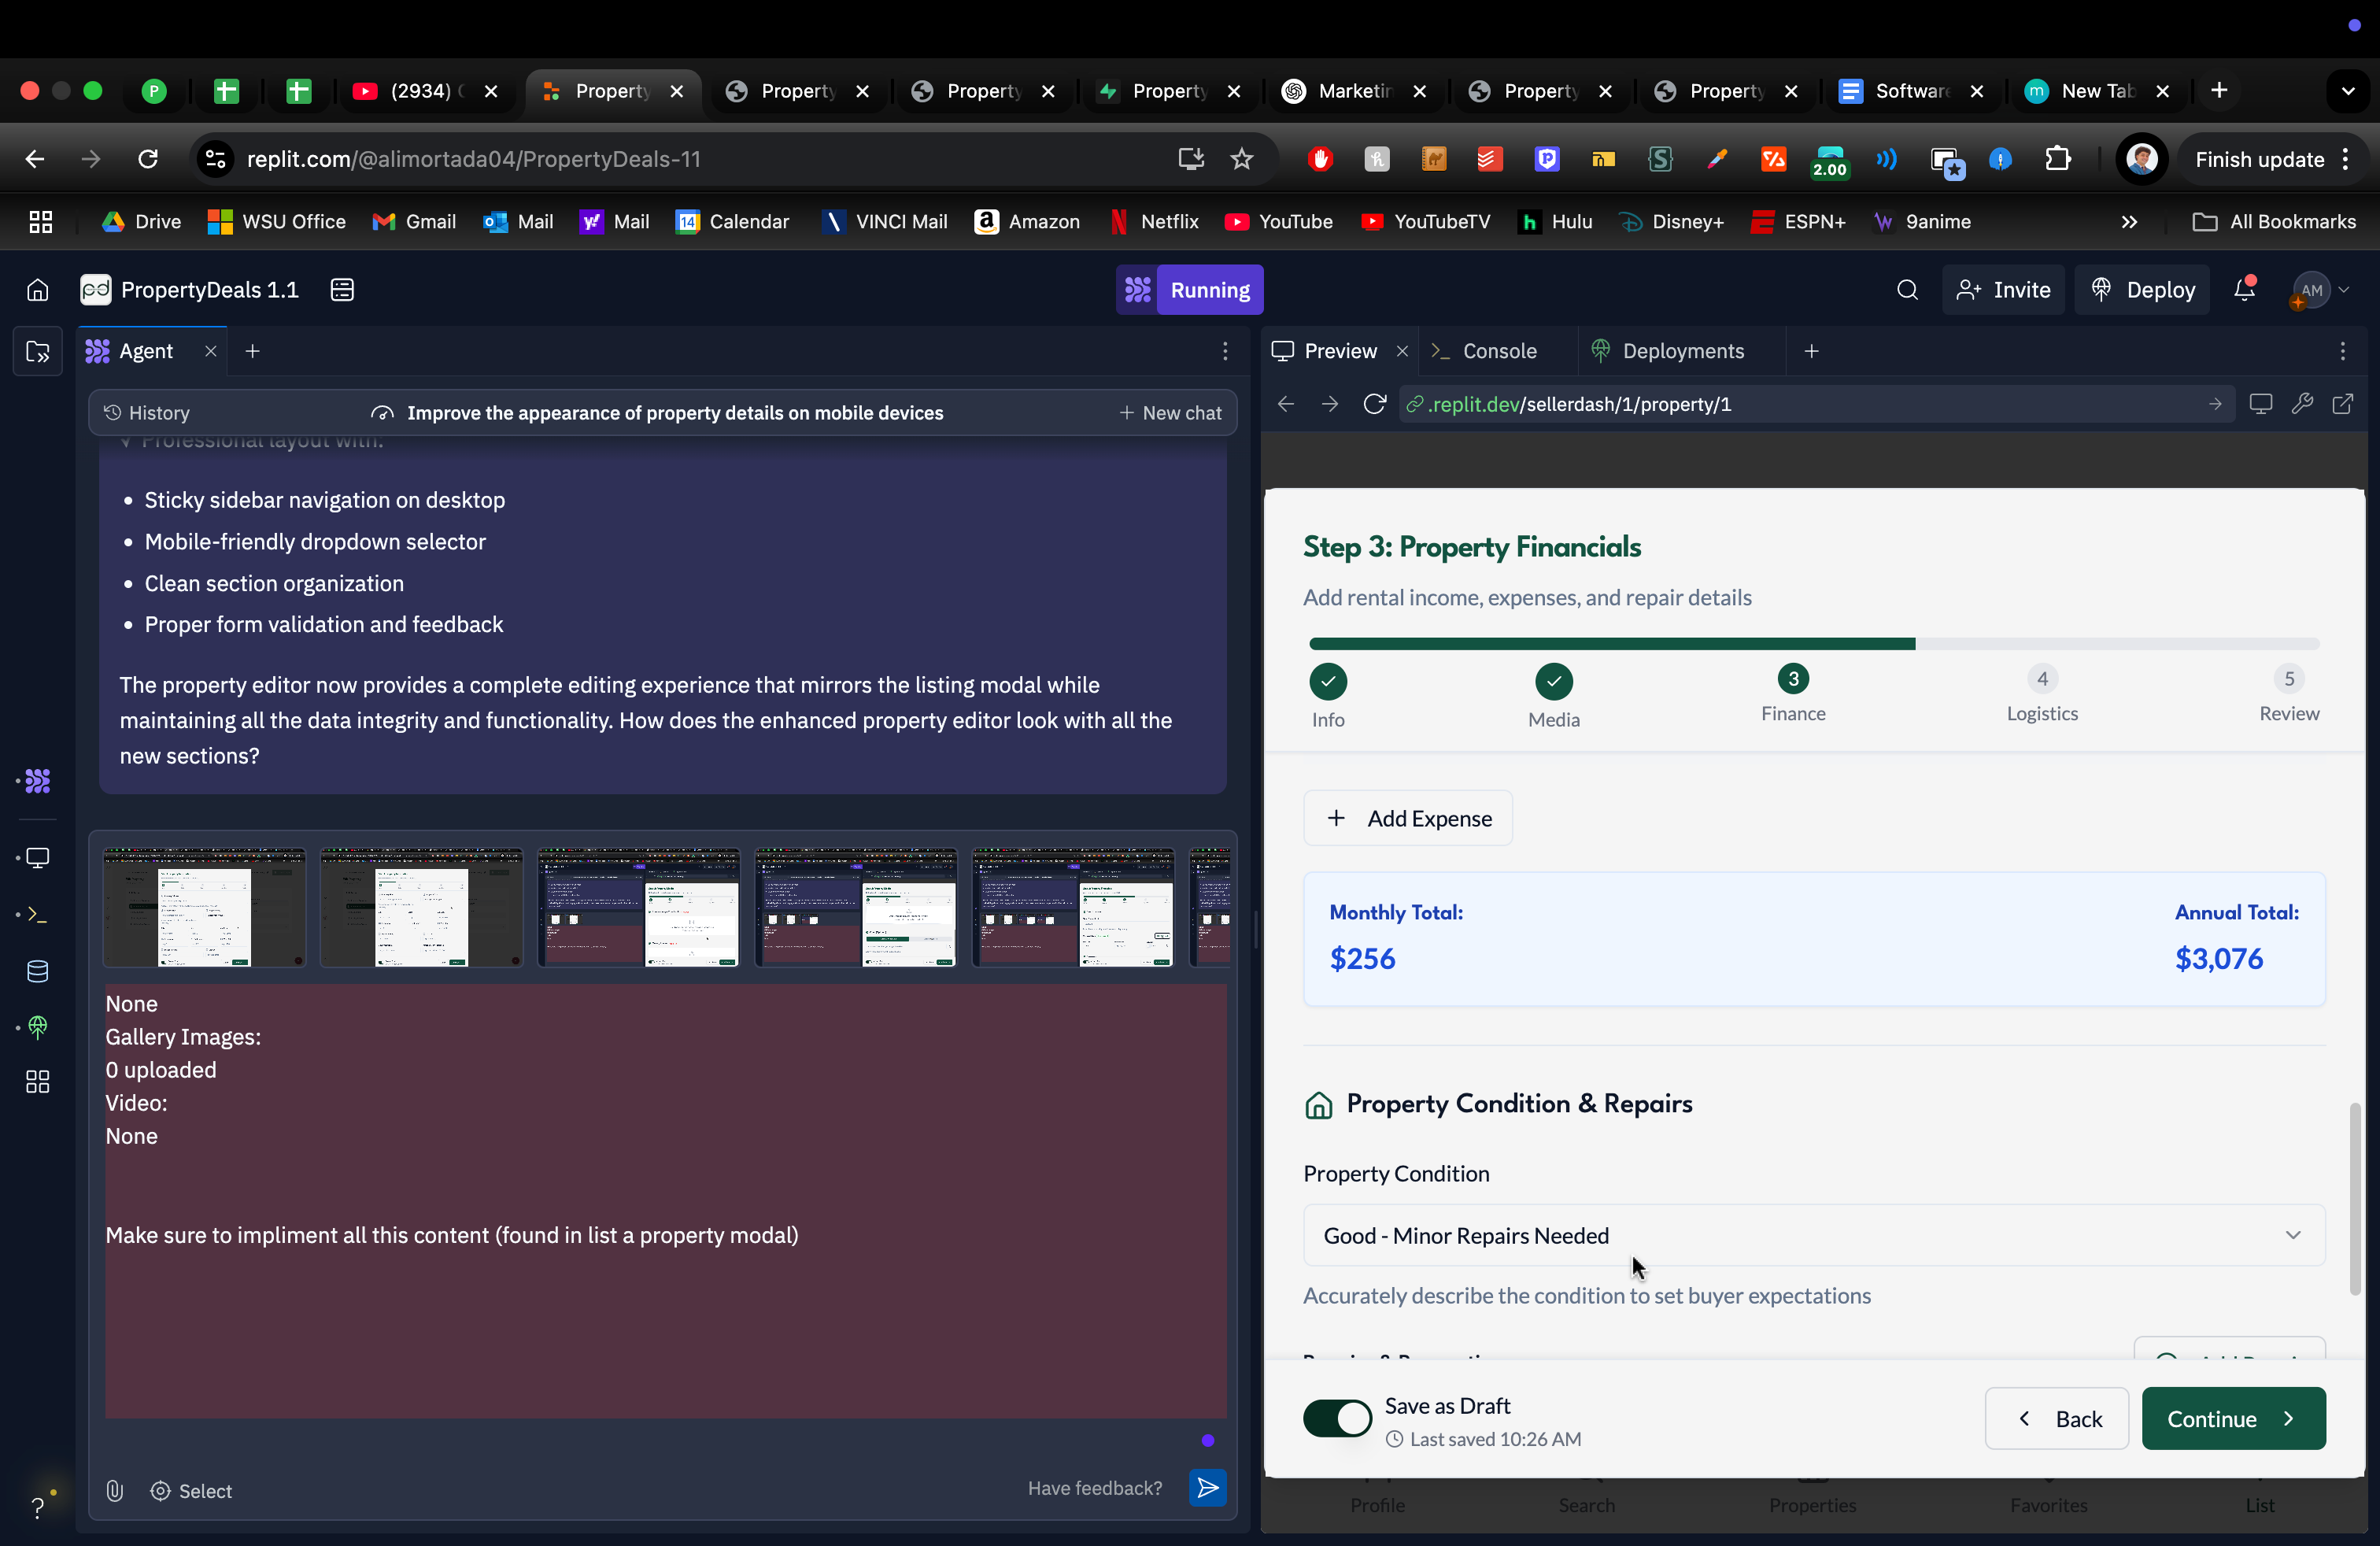 (2934)
Property
Property
Property
Property
Marketin
Property
Property
Software
New Tab
replit.com/@alimortada04/PropertyDeals-11
2.00
Finish update
Drive
WSU Office
Gmail
Mail
Mail
14
Calendar
VINCI Mail
Amazon
Netflix
YouTube
YouTubeTV
Hulu
Disney+
ESPN+
9anime
All Bookmarks
pd
PropertyDeals 1.1
Running
Invite
Deploy
AM
Agent
Preview
Console
Deployments
History
Improve the appearance of property details on mobile devices
New chat
.replit.dev/sellerdash/1/property/1
✓ Professional layout with:
• Sticky sidebar navigation on desktop
• Mobile-friendly dropdown selector
• Clean section organization
• Proper form validation and feedback
The property editor now provides a complete editing experience that mirrors the listing modal while
maintaining all the data integrity and functionality. How does the enhanced property editor look with all the
new sections?
None
Gallery Images:
0 uploaded
Video:
None
Make sure to impliment all this content (found in list a property modal)
Select
Have feedback?
Step 3: Property Financials
Add rental income, expenses, and repair details
3
4
5
Info
Media
Finance
Logistics
Review
+ Add Expense
Monthly Total:
Annual Total:
$256
$3,076
Property Condition & Repairs
Property Condition
Good - Minor Repairs Needed
Accurately describe the condition to set buyer expectations
Save as Draft
Last saved 10:26 AM
Back
Continue
Profile
Search
Properties
Favorites
List